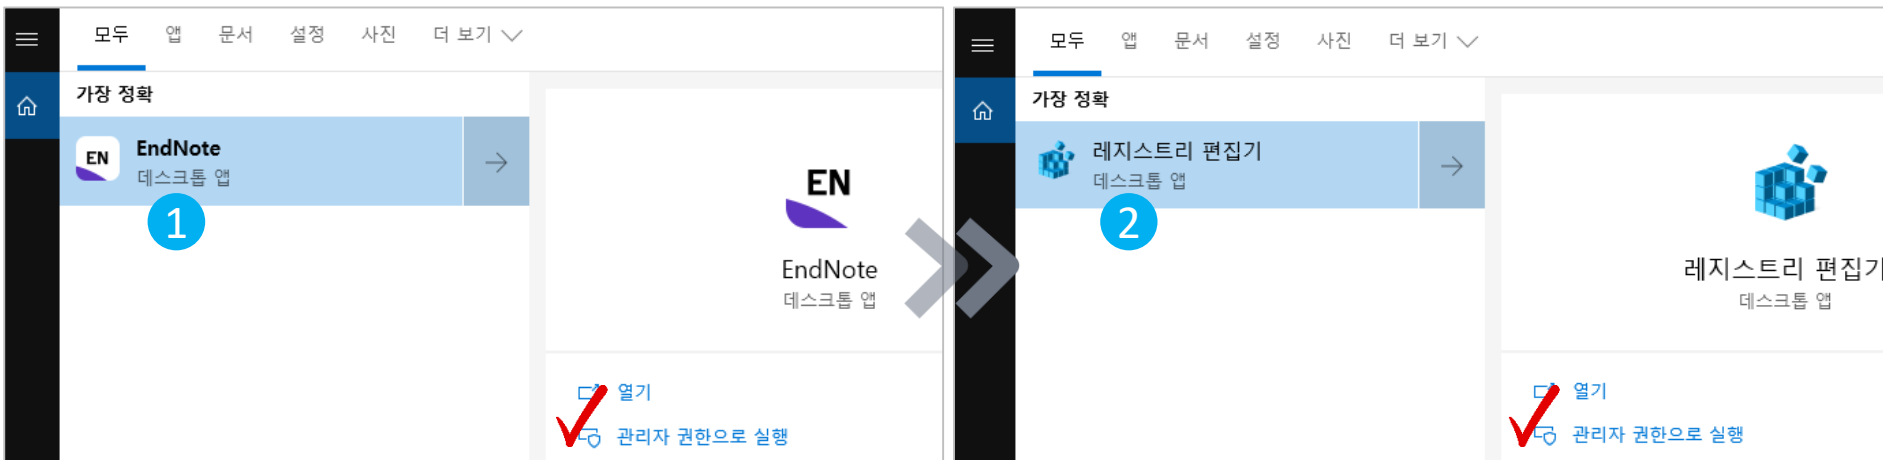 모두 앱 문서 설정 사진 더 보기
가장 정확
EN
EndNote
데스크톱 앱
1
EN
EndNote
데스크톱 앱
열기
관리자 권한으로 실행
모두 앱 문서 설정 사진 더 보기
가장 정확
레지스트리 편집기
데스크톱 앱
2
레지스트리 편집기
데스크톱 앱
열기
관리자 권한으로 실행